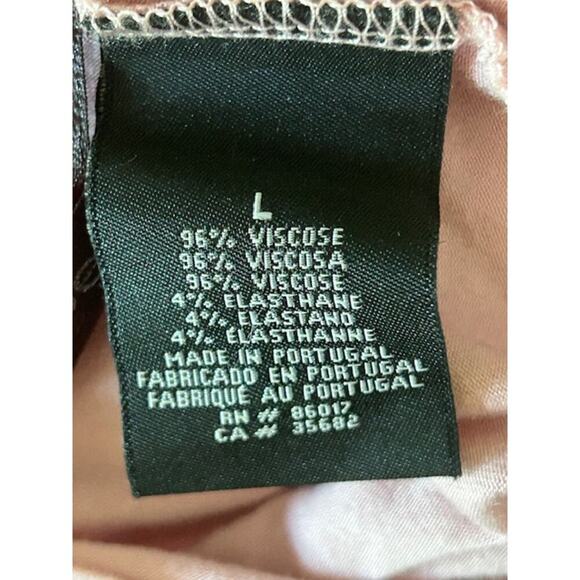 L
96% VISCOSE
96% VISCOSA
96% VISCOSE
4% ELASTHANE
4% ELASTANO
4% ELASTHANNE
MADE IN PORTUGAL
FABRICADO EN PORTUGAL
FABRIQUÉ AU PORTUGAL
RN # 86017
CA # 35682